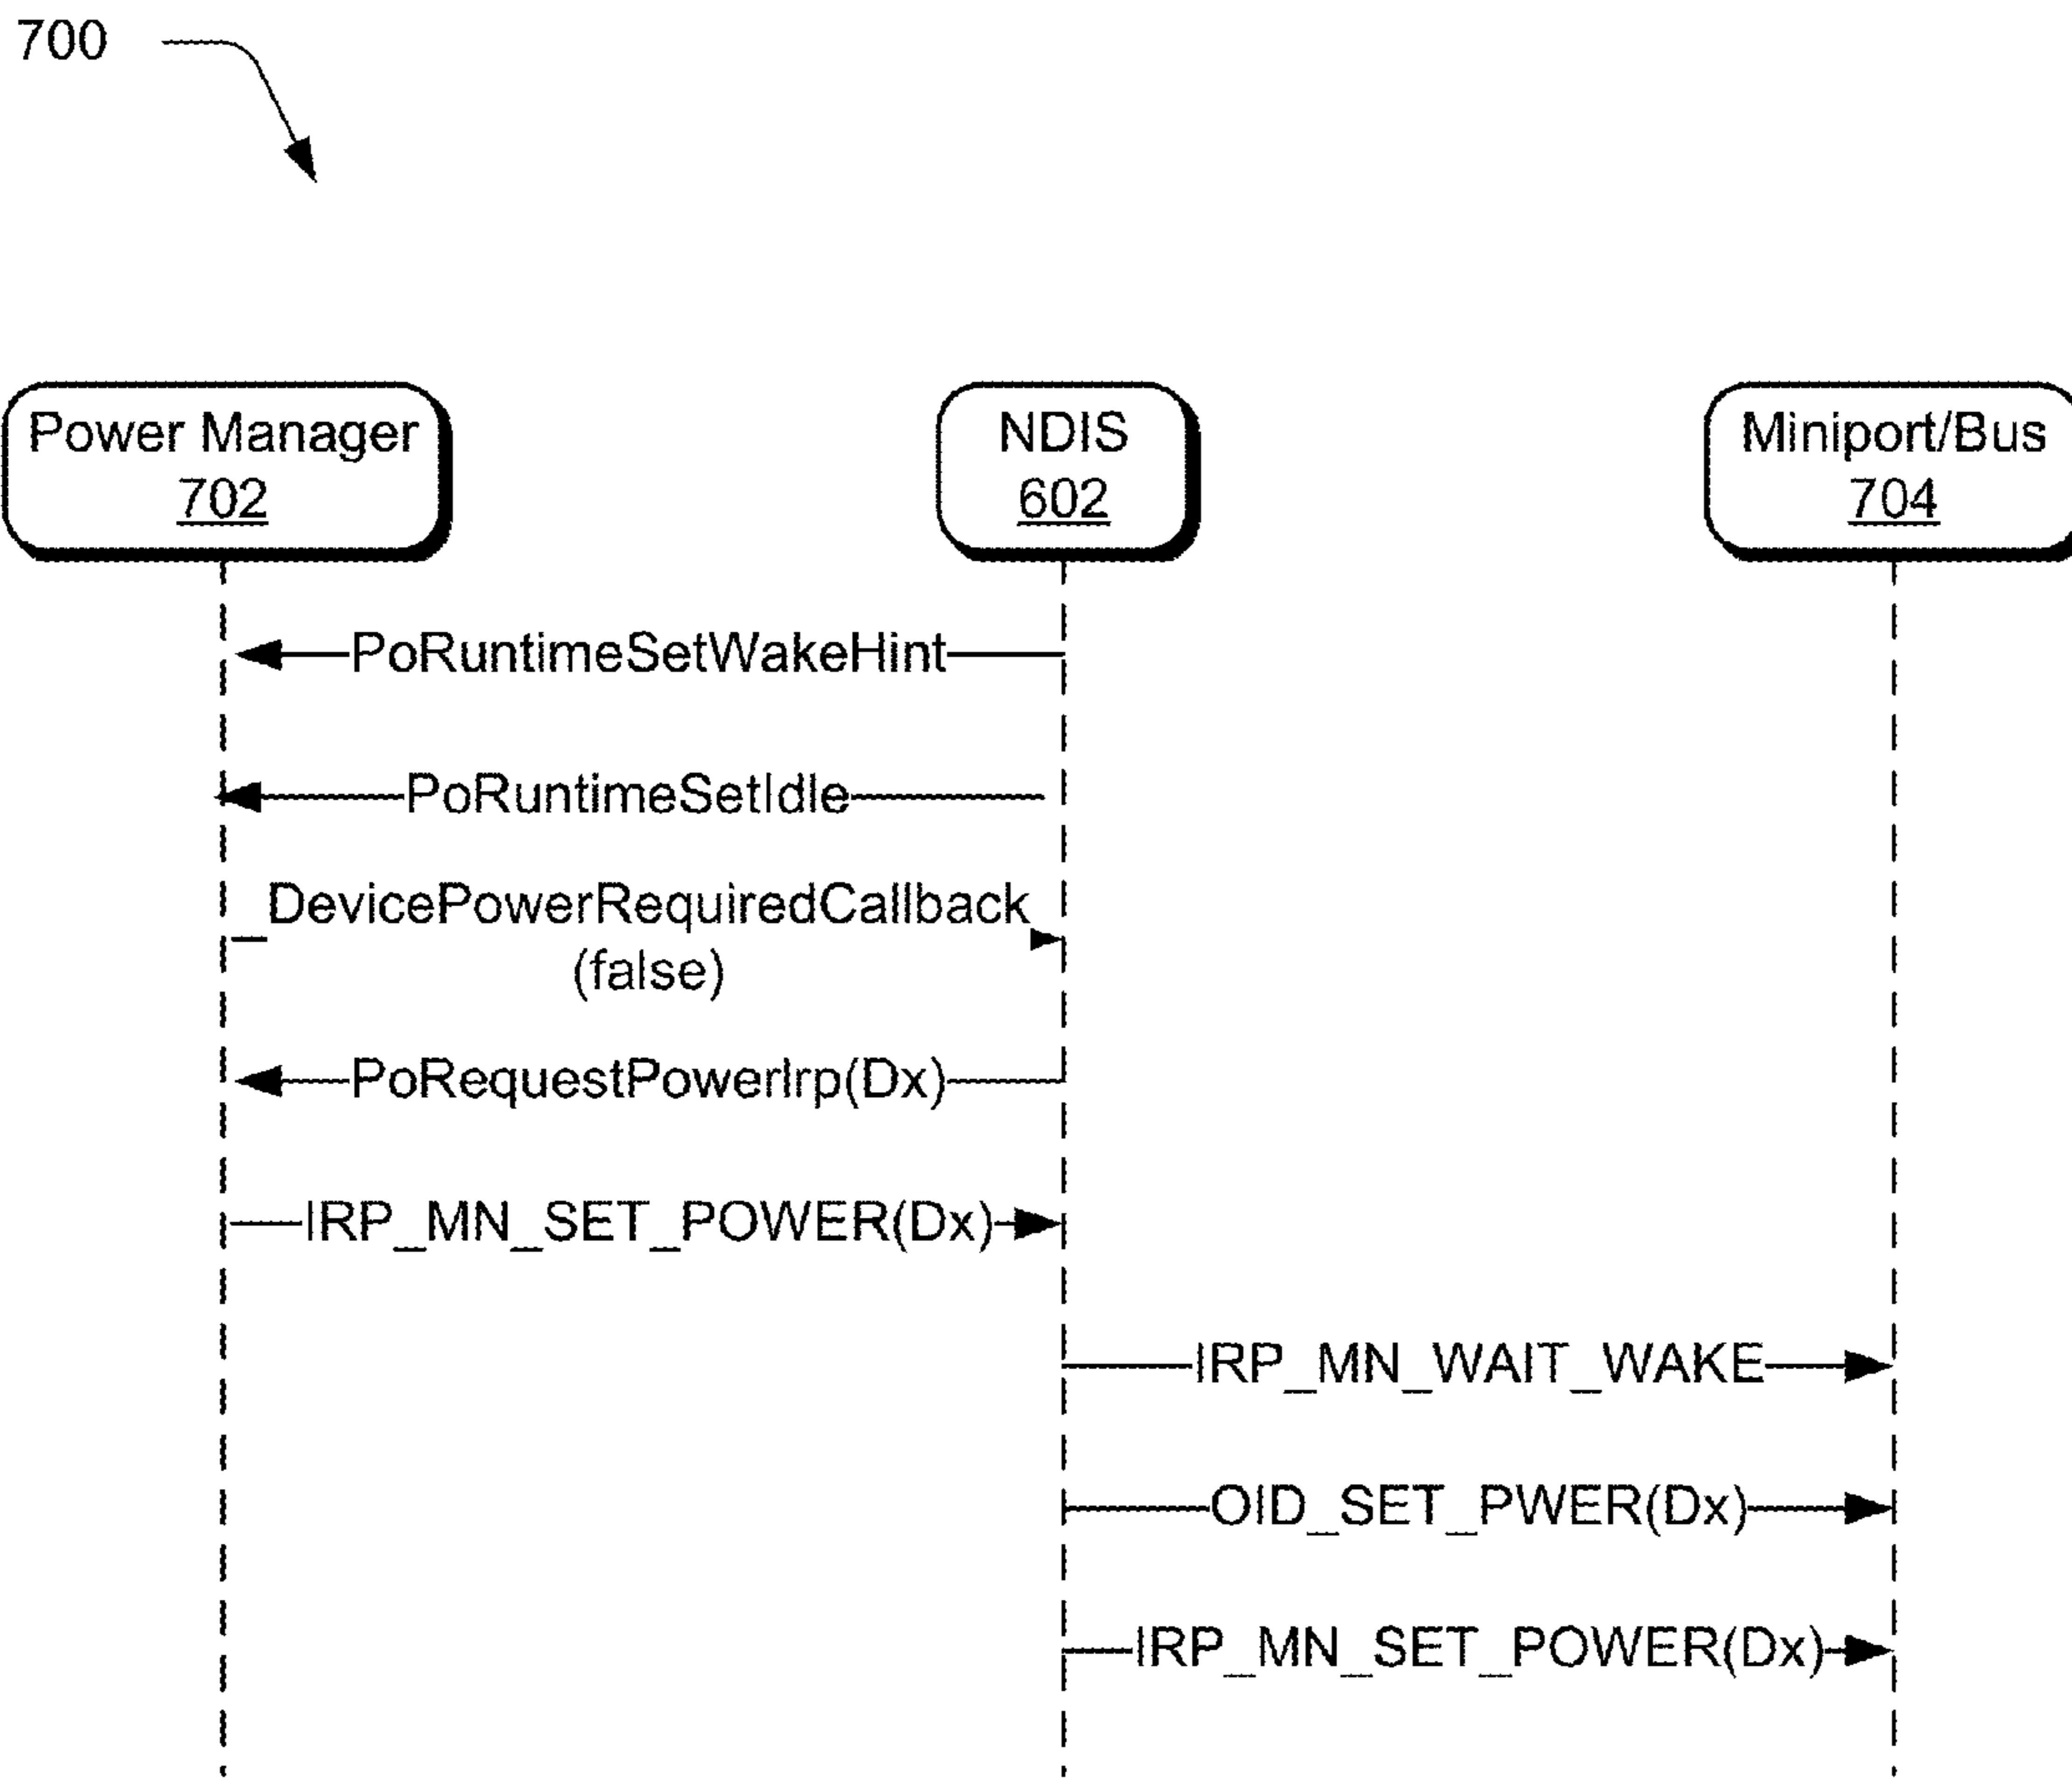 700
Power Manager
702
NDIS
602
Miniport/Bus
704
PoRuntimeSetWakeHint
PoRuntimeSetIdle
DevicePowerRequiredCallback
(false)
PoRequestPowerIrp(Dx)
IRP_MN_SET_POWER(Dx)
IRP_MN_WAIT_WAKE
OID_SET_PWER(Dx)
IRP_MN_SET_POWER(Dx)